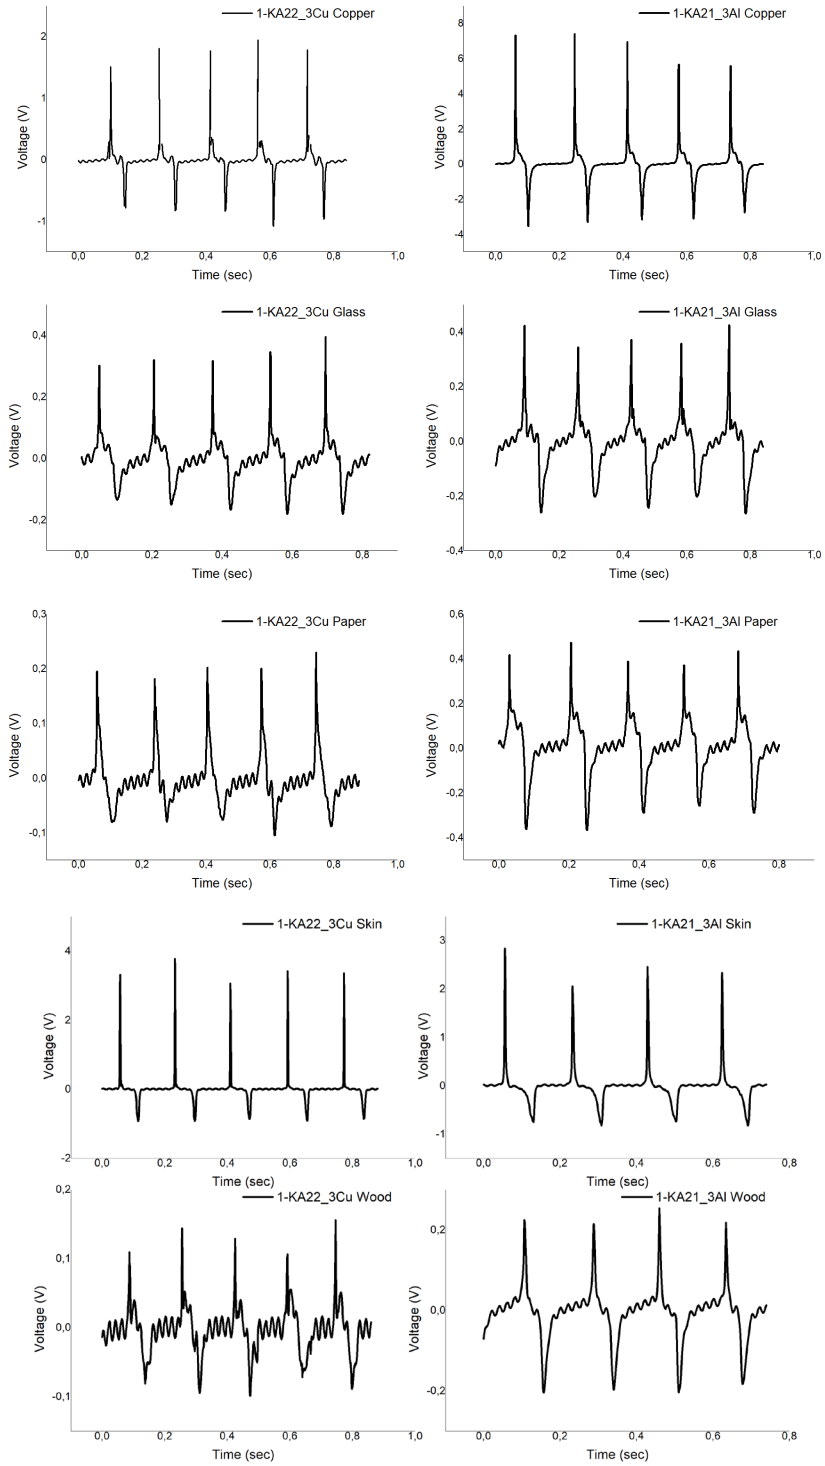 1-KA22_3Cu Copper
Voltage (V)
2
1
0
-1
0,0 0,2 0,4 0,6 0,8 1,0
Time (sec)
1-KA21_3Al Copper
Voltage (V)
8
6
4
2
0
-2
-4
0,0 0,2 0,4 0,6 0,8 1,0
Time (sec)
1-KA22_3Cu Glass
Voltage (V)
0,4
0,2
0,0
-0,2
0,0 0,2 0,4 0,6 0,8
Time (sec)
1-KA21_3Al Glass
Voltage (V)
0,4
0,2
0,0
-0,2
-0,4
0,0 0,2 0,4 0,6 0,8 1,0
Time (sec)
1-KA22_3Cu Paper
Voltage (V)
0,3
0,2
0,1
0,0
-0,1
0,0 0,2 0,4 0,6 0,8 1,0
Time (sec)
1-KA21_3Al Paper
Voltage (V)
0,6
0,4
0,2
0,0
-0,2
-0,4
0,0 0,2 0,4 0,6 0,8
Time (sec)
1-KA22_3Cu Skin
Voltage (V)
4
2
0
-2
0,0 0,2 0,4 0,6 0,8 1,0
Time (sec)
1-KA21_3Al Skin
Voltage (V)
3
2
1
0
-1
0,0 0,2 0,4 0,6 0,8
Time (sec)
1-KA22_3Cu Wood
Voltage (V)
0,2
0,1
0,0
-0,1
0,0 0,2 0,4 0,6 0,8 1,0
Time (sec)
1-KA21_3Al Wood
Voltage (V)
0,2
0,0
-0,2
0,0 0,2 0,4 0,6 0,8
Time (sec)